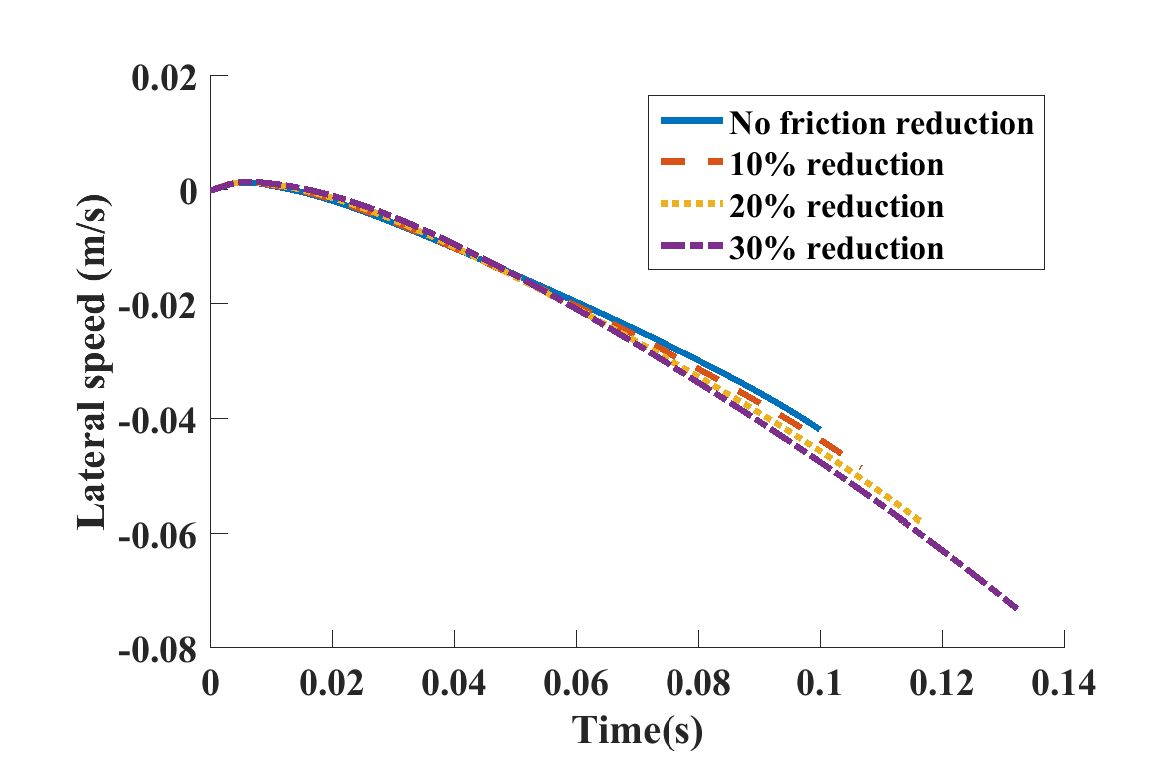 0.02
0
-0.02
-0.04
-0.06
-0.08
Lateral speed (m/s)
No friction reduction
10% reduction
20% reduction
30% reduction
0 0.02 0.04 0.06 0.08 0.1 0.12 0.14
Time(s)